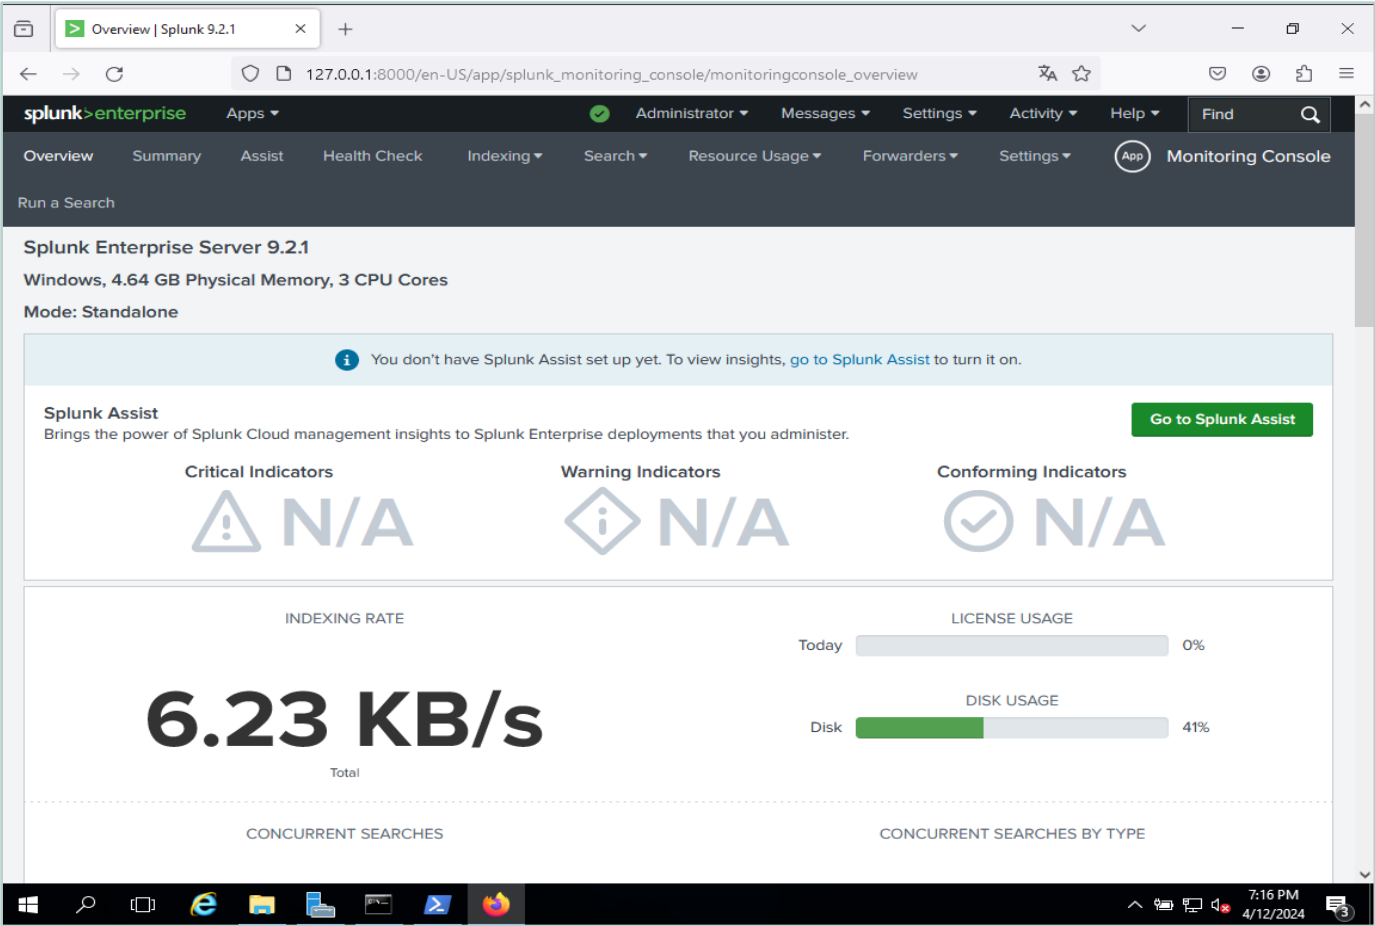 Overview | Splunk 9.2.1
127.0.0.1:8000/en-US/app/splunk_monitoring_console/monitoringconsole_overview
splunk>enterprise Apps Administrator Messages Settings Activity Help Find
Overview Summary Assist Health Check Indexing Search Resource Usage Forwarders Settings App Monitoring Console
Run a Search
Splunk Enterprise Server 9.2.1
Windows, 4.64 GB Physical Memory, 3 CPU Cores
Mode: Standalone
You don't have Splunk Assist set up yet. To view insights, go to Splunk Assist to turn it on.
Splunk Assist
Brings the power of Splunk Cloud management insights to Splunk Enterprise deployments that you administer.
Go to Splunk Assist
Critical Indicators Warning Indicators Conforming Indicators
N/A N/A N/A
INDEXING RATE
6.23 KB/s
Total
LICENSE USAGE
Today 0%
DISK USAGE
Disk 41%
CONCURRENT SEARCHES CONCURRENT SEARCHES BY TYPE
7:16 PM
4/12/2024
3